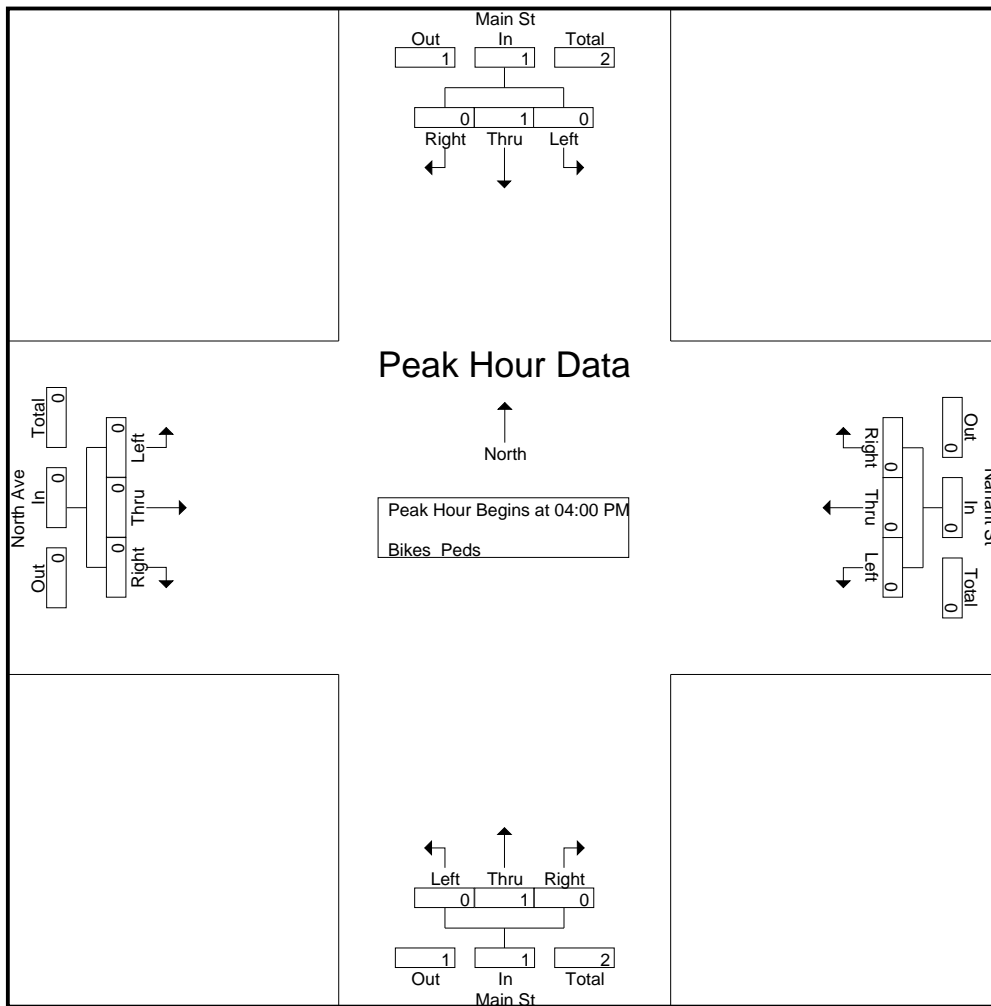 Main St
Out In Total
1 1 2
0 1 0
Right Thru Left
Peak Hour Data
North
Peak Hour Begins at 04:00 PM
Bikes Peds
North Ave
Total In Out
0 0 0
0 0 0
Left Thru Right
Right Thru Left
0 0 0
Out In Total
0 0 0
Nahant St
Left Thru Right
0 1 0
1 1 2
Out In Total
Main St